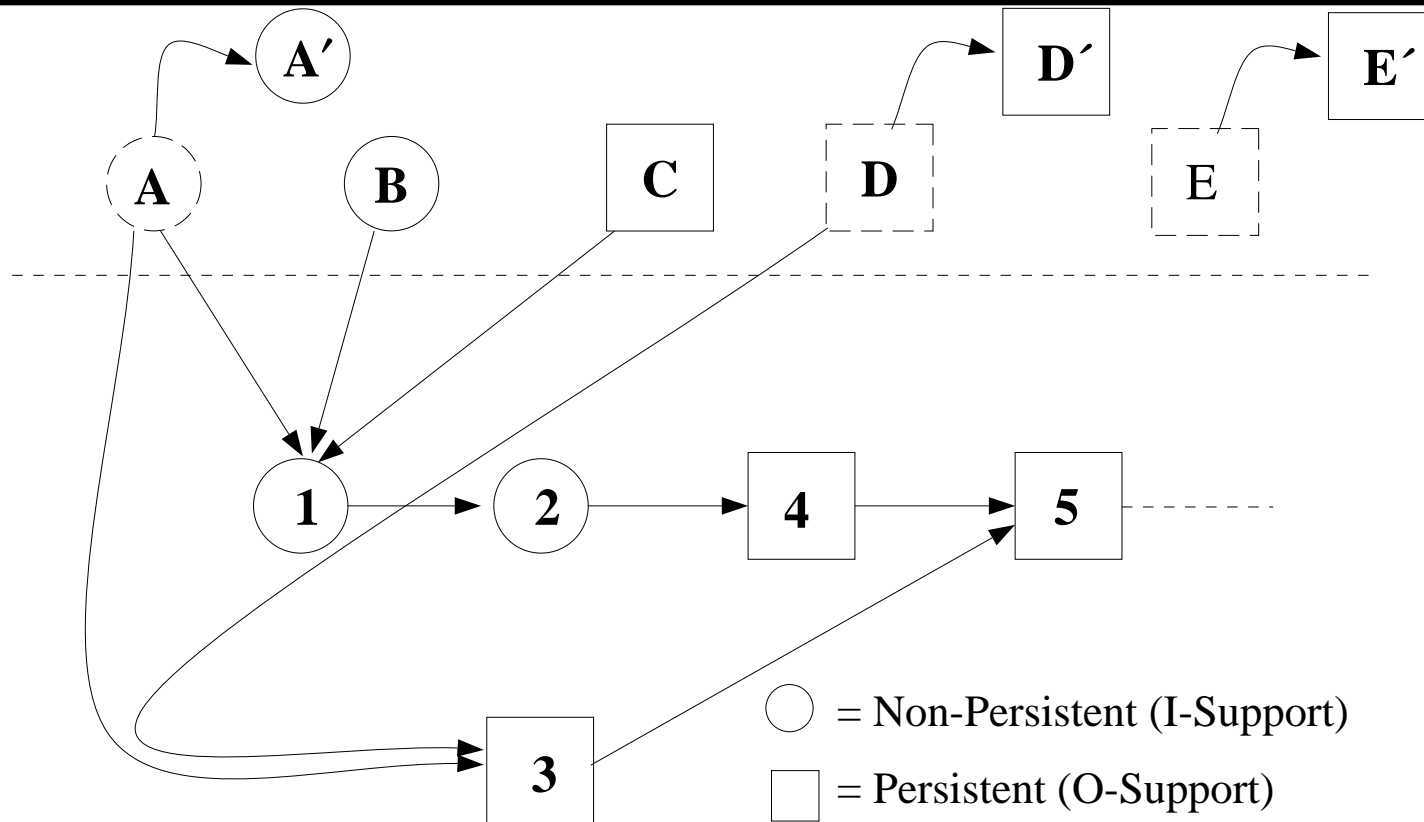 A′
D´
E´
A
B
C
D
E
1
2
4
5
3
= Non-Persistent (I-Support)
= Persistent (O-Support)